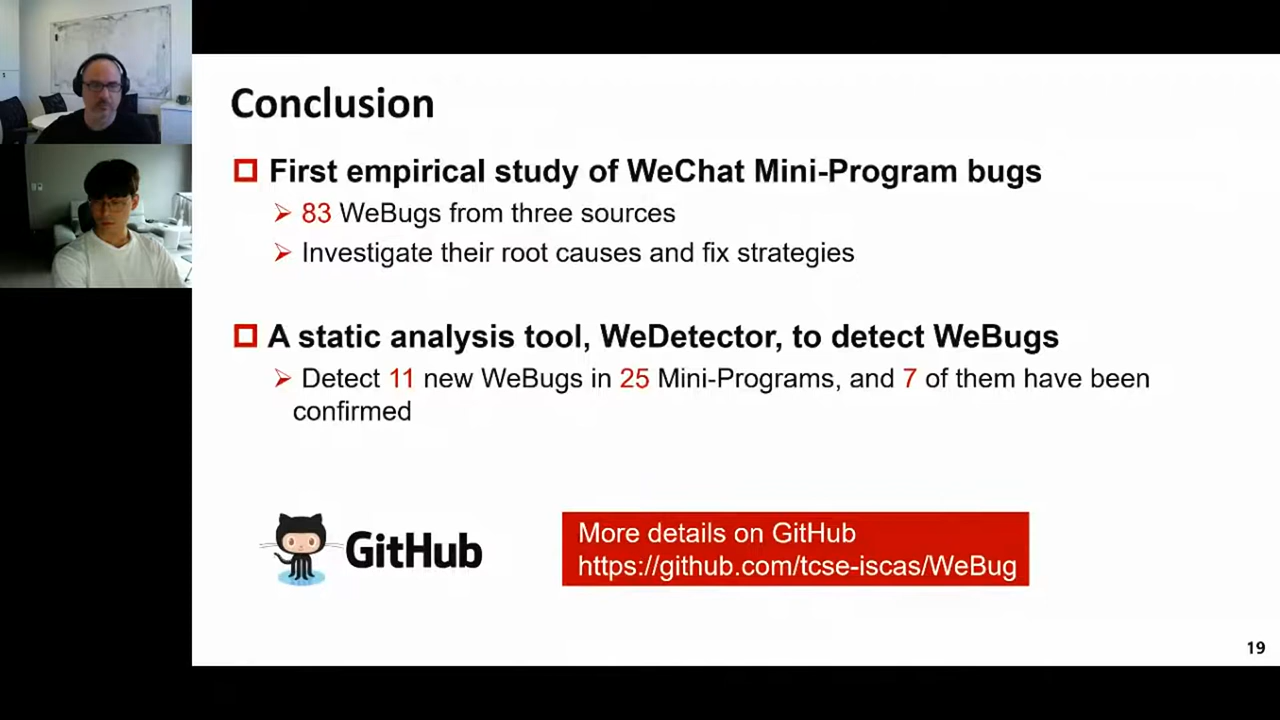 Conclusion
First empirical study of WeChat Mini-Program bugs
83 WeBugs from three sources
Investigate their root causes and fix strategies
A static analysis tool, WeDetector, to detect WeBugs
Detect 11 new WeBugs in 25 Mini-Programs, and 7 of them have been
confirmed
GitHub
More details on GitHub
https://github.com/tcse-iscas/WeBug
19